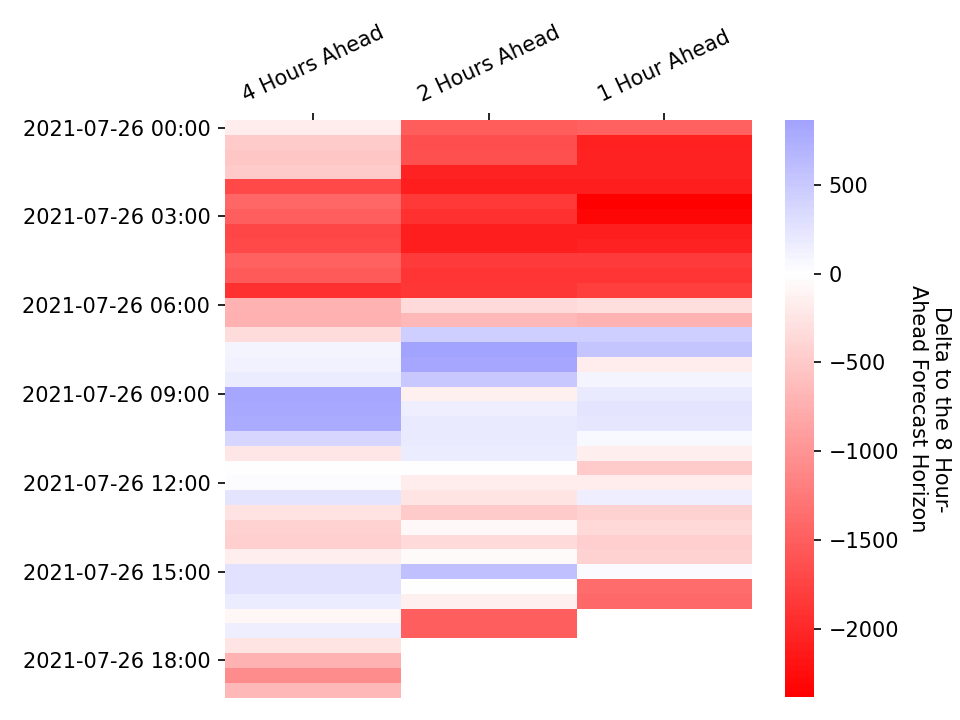 4 Hours Ahead
2 Hours Ahead
1 Hour Ahead
2021-07-26 00:00
2021-07-26 03:00
2021-07-26 06:00
2021-07-26 09:00
2021-07-26 12:00
2021-07-26 15:00
2021-07-26 18:00
500
0
−500
−1000
−1500
−2000
Delta to the 8 Hour-
Ahead Forecast Horizon